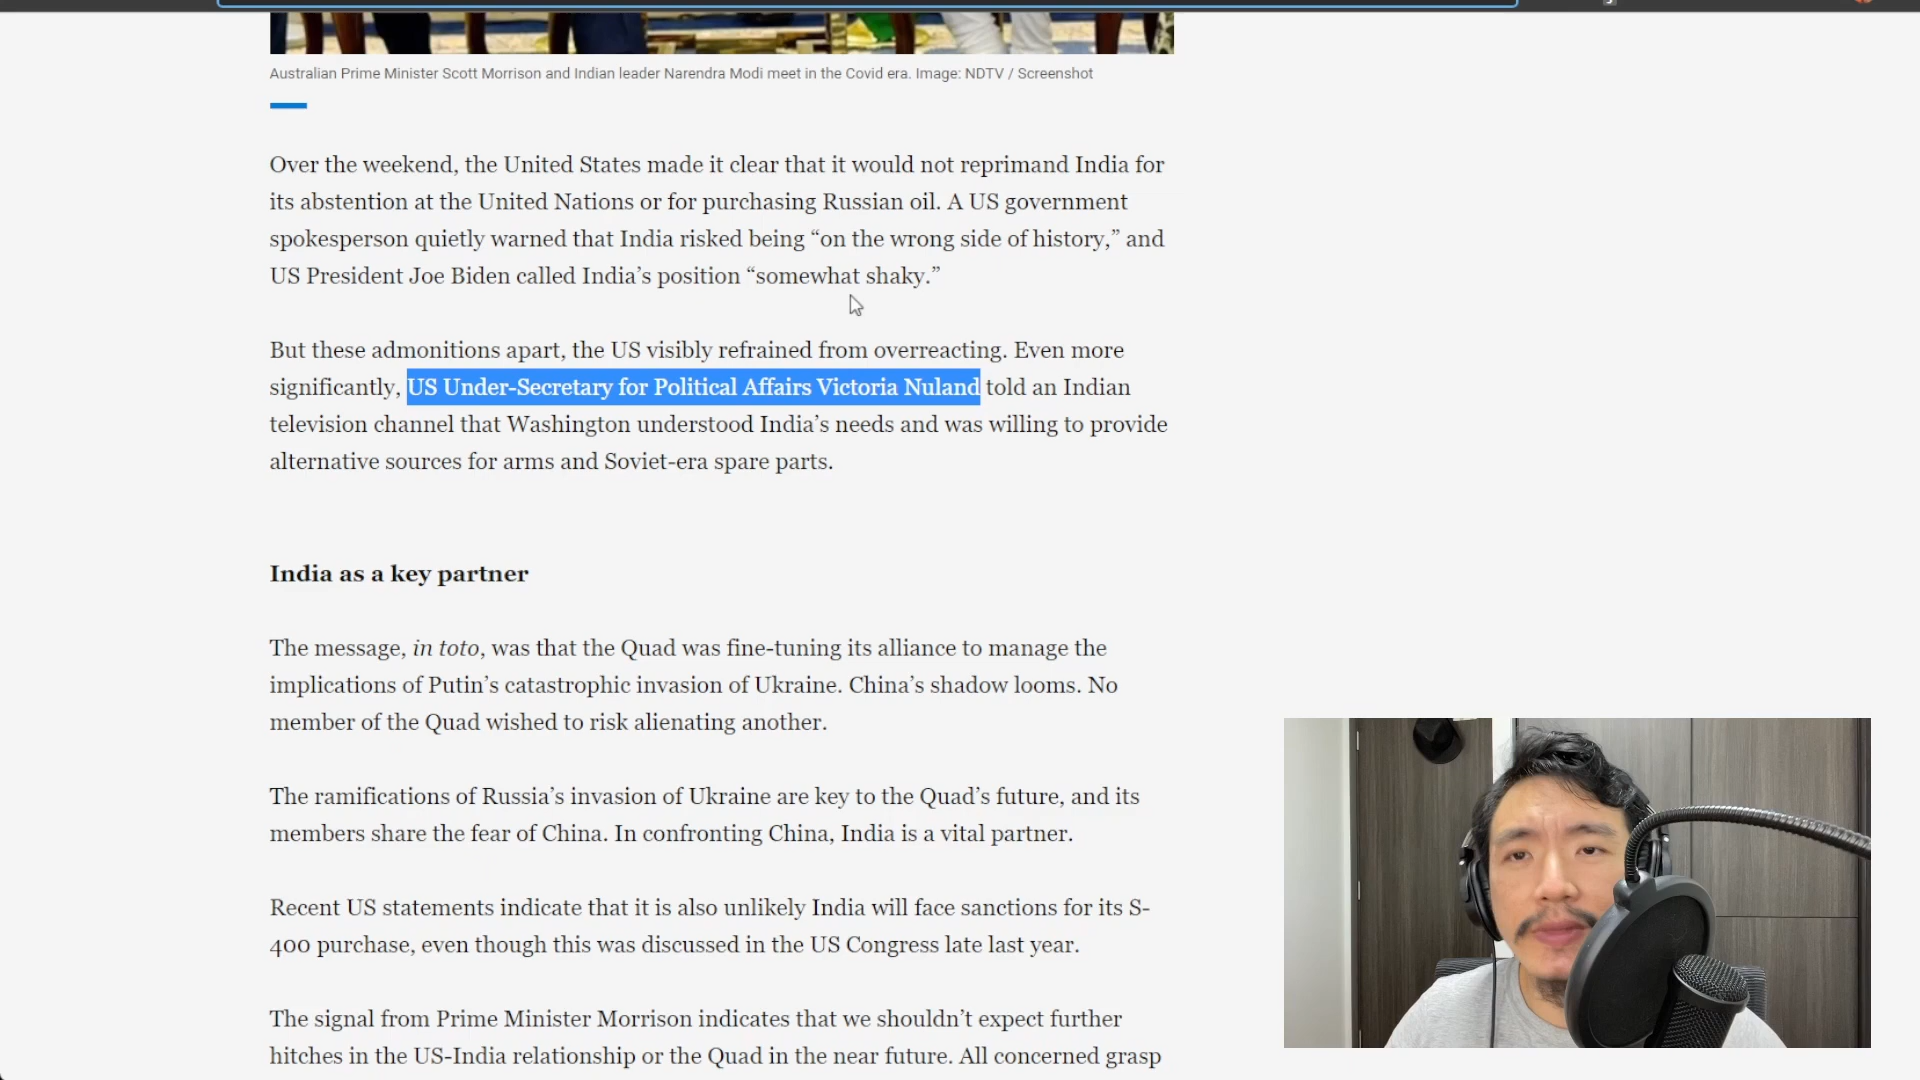 Australian Prime Minister Scott Morrison and Indian leader Narendra Modi meet in the Covid era. Image: NDTV / Screenshot
Over the weekend, the United States made it clear that it would not reprimand India for
its abstention at the United Nations or for purchasing Russian oil. A US government
spokesperson quietly warned that India risked being “on the wrong side of history,” and
US President Joe Biden called India’s position “somewhat shaky.”
But these admonitions apart, the US visibly refrained from overreacting. Even more
significantly, US Under-Secretary for Political Affairs Victoria Nuland told an Indian
television channel that Washington understood India’s needs and was willing to provide
alternative sources for arms and Soviet-era spare parts.
India as a key partner
The message, in toto, was that the Quad was fine-tuning its alliance to manage the
implications of Putin’s catastrophic invasion of Ukraine. China’s shadow looms. No
member of the Quad wished to risk alienating another.
The ramifications of Russia’s invasion of Ukraine are key to the Quad’s future, and its
members share the fear of China. In confronting China, India is a vital partner.
Recent US statements indicate that it is also unlikely India will face sanctions for its S-
400 purchase, even though this was discussed in the US Congress late last year.
The signal from Prime Minister Morrison indicates that we shouldn’t expect further
hitches in the US-India relationship or the Quad in the near future. All concerned grasp